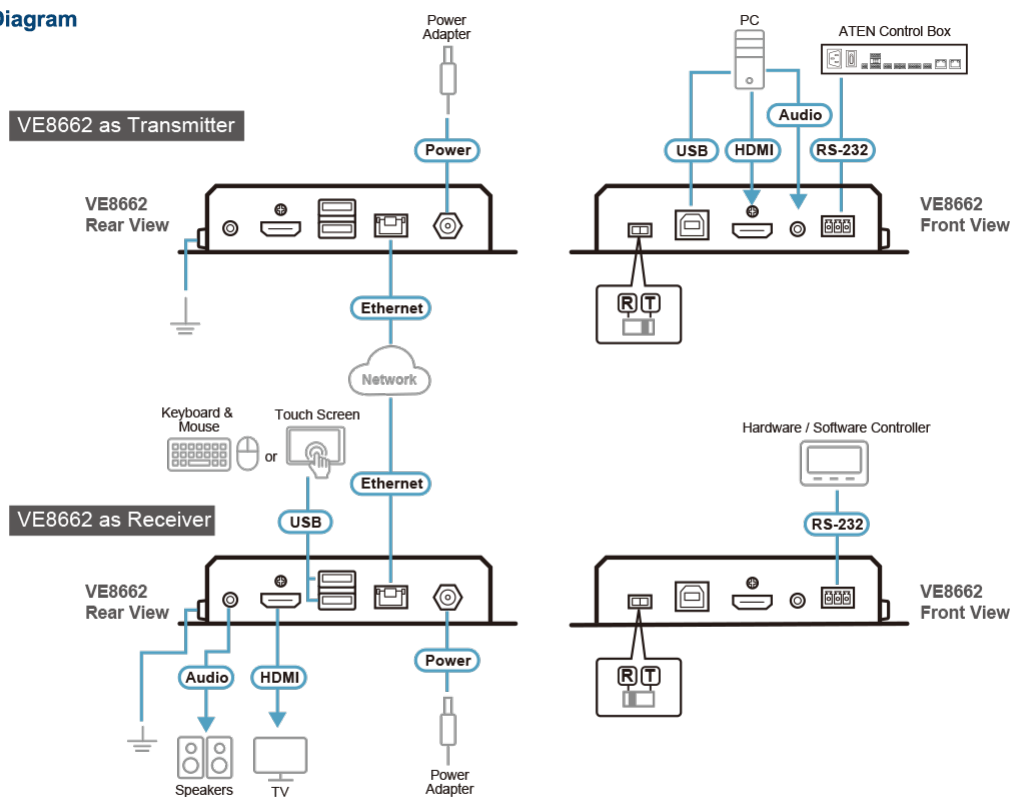 Diagram
Power
Adapter
PC
ATEN Control Box
VE8662 as Transmitter
Audio
Power
USB
HDMI
RS-232
VE8662
Rear View
VE8662
Front View
R T
Ethernet
Network
Keyboard &
Mouse
or
Touch Screen
Hardware / Software Controller
Ethernet
VE8662 as Receiver
USB
RS-232
VE8662
Rear View
VE8662
Front View
Audio
HDMI
Power
R T
Speakers
TV
Power
Adapter